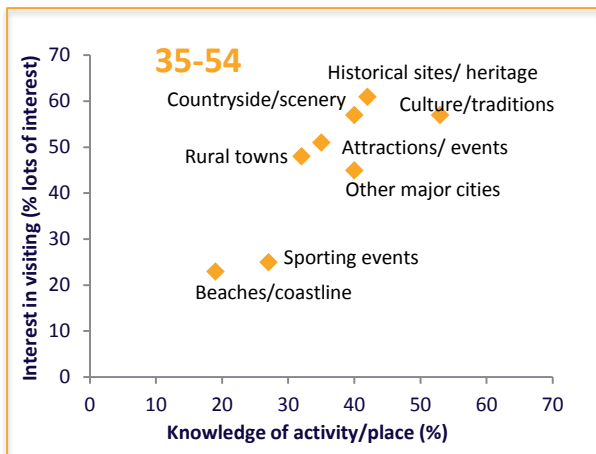 35-54
Interest in visiting (% lots of interest)
70
60
50
40
30
20
10
0
Historical sites/ heritage
Countryside/scenery
Culture/traditions
Attractions/ events
Rural towns
Other major cities
Sporting events
Beaches/coastline
0 10 20 30 40 50 60 70
Knowledge of activity/place (%)